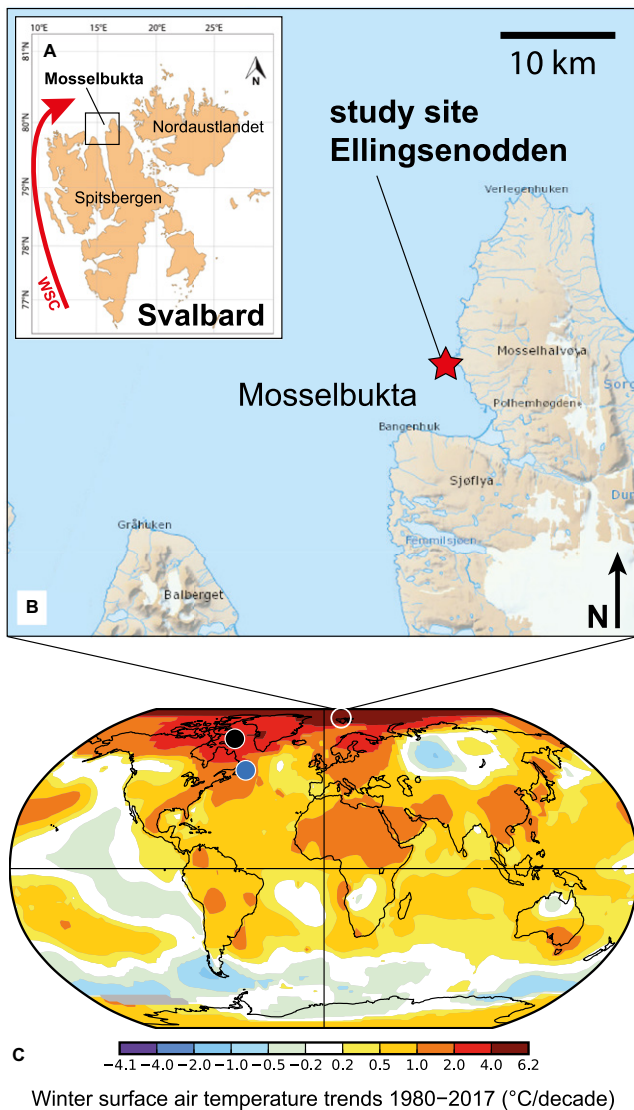 10°E 15°E 20°E 25°E
81°N
80°N
79°N
78°N
77°N
A
N
Mosselbukta
Nordaustlandet
Spitsbergen
WSC
Svalbard
10 km
study site
Ellingsenodden
Verlegenhuken
Mosselhalvøya
Mosselbukta
Polhemhøgden
Sorg
Bangenhuk
Sjøflya
Dun
Femmilsjøen
Gråhuken
Balberget
B
N
C
−4.1 −4.0 −2.0 −1.0 −0.5 −0.2 0.2 0.5 1.0 2.0 4.0 6.2
Winter surface air temperature trends 1980−2017 (°C/decade)